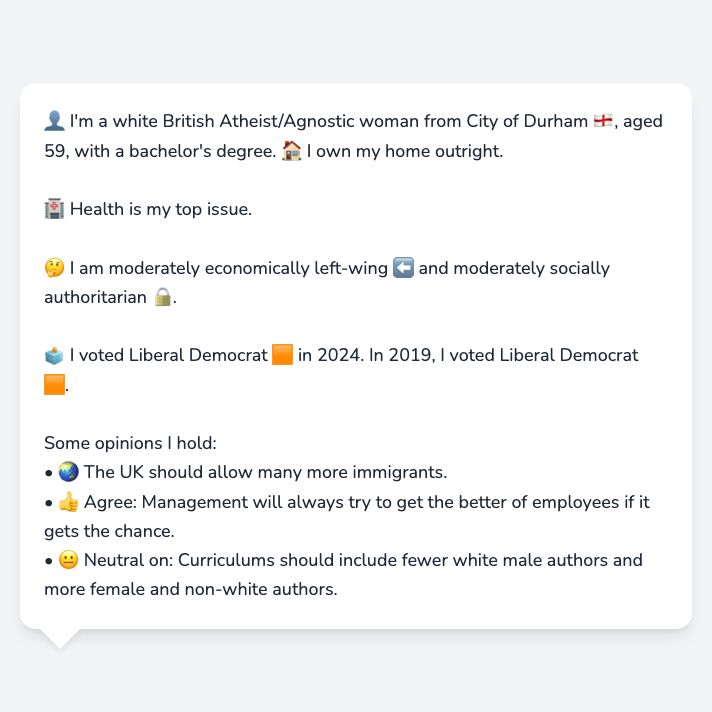 👤 I'm a white British Atheist/Agnostic woman from City of Durham 🏴󠁧󠁢󠁥󠁮󠁧󠁿, aged
59, with a bachelor's degree. 🏠 I own my home outright.
🏥 Health is my top issue.
🤔 I am moderately economically left-wing ⬅️ and moderately socially
authoritarian 🔒.
🗳️ I voted Liberal Democrat 🟧 in 2024. In 2019, I voted Liberal Democrat
🟧.
Some opinions I hold:
• 🌏 The UK should allow many more immigrants.
• 👍 Agree: Management will always try to get the better of employees if it
gets the chance.
• 😐 Neutral on: Curriculums should include fewer white male authors and
more female and non-white authors.